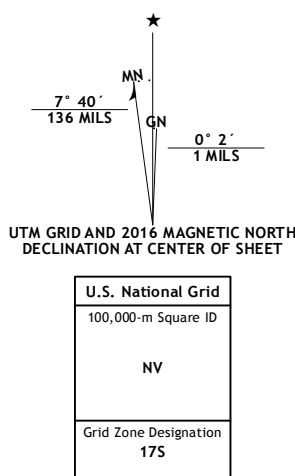 MN
7° 40´
136 MILS
GN
0° 2´
1 MILS
UTM GRID AND 2016 MAGNETIC NORTH
DECLINATION AT CENTER OF SHEET
U.S. National Grid
100,000-m Square ID
NV
Grid Zone Designation
17S